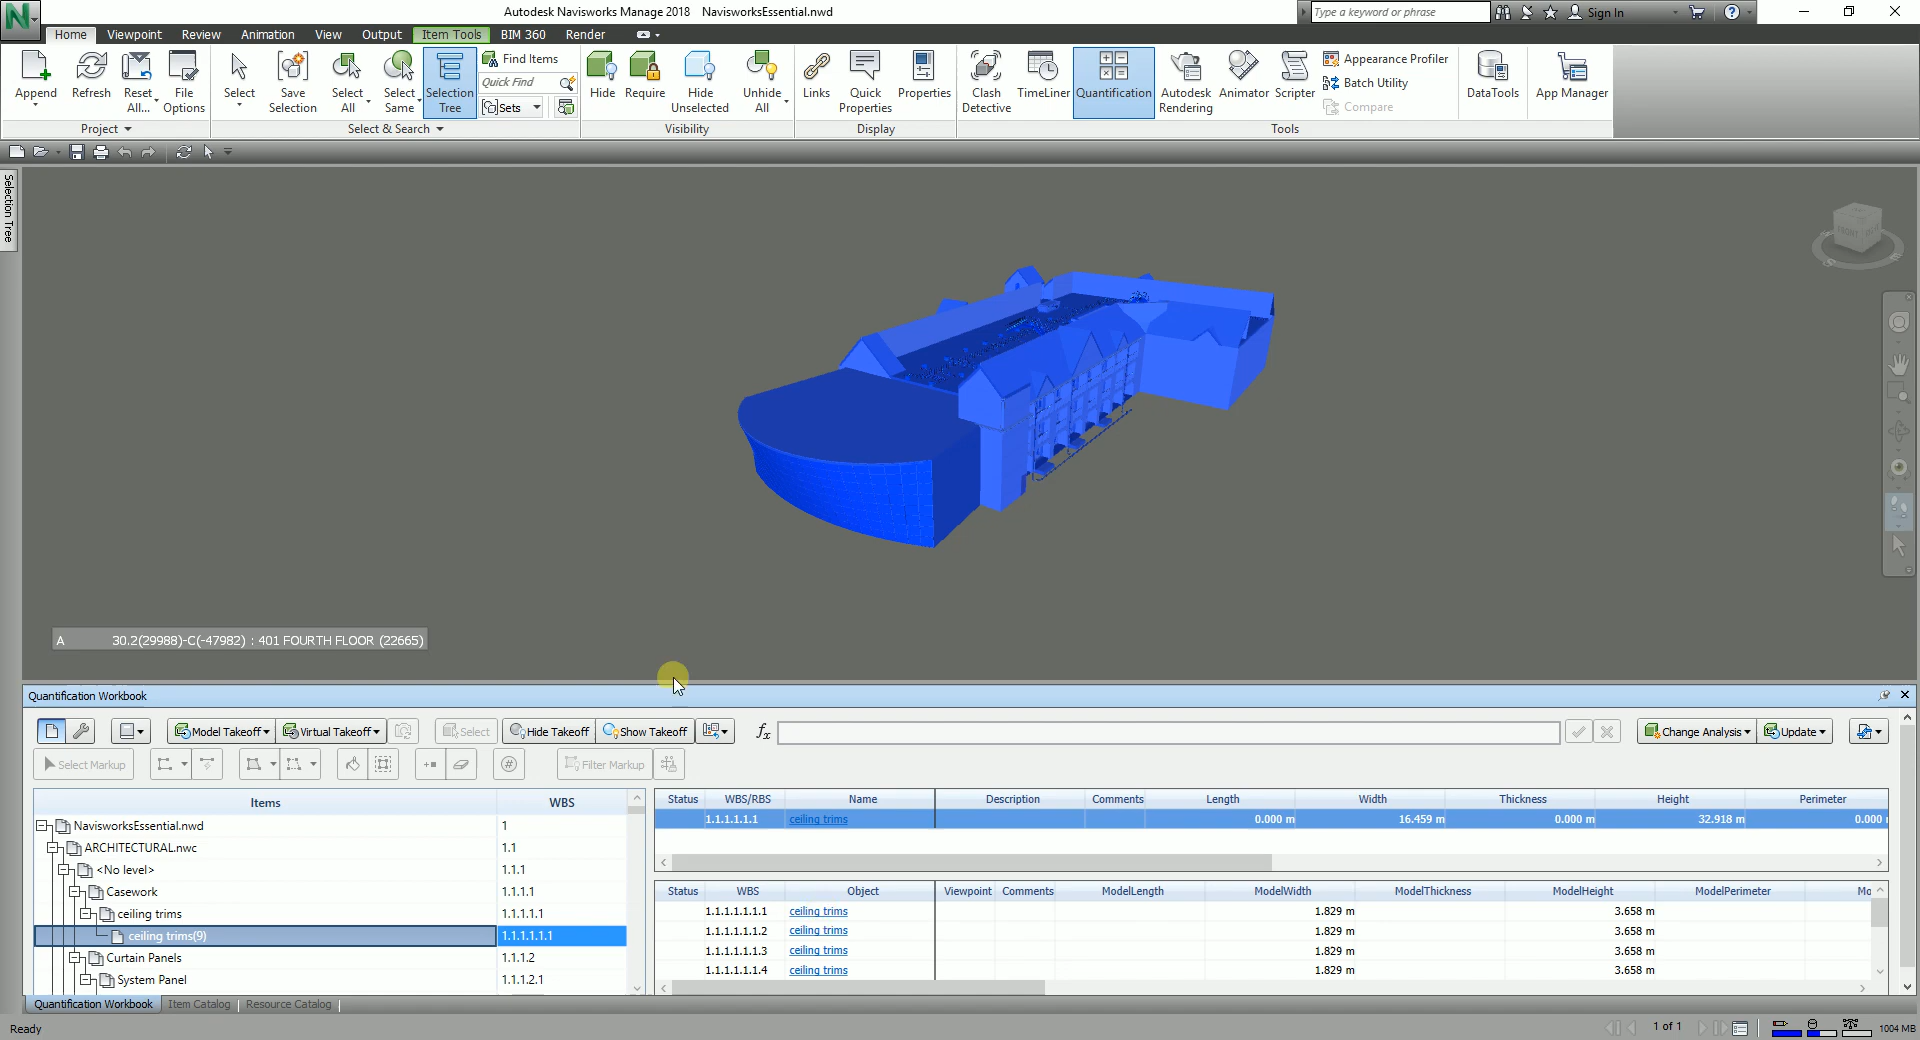 Autodesk Navisworks Manage 2018 NavisworksEssential.nwd
Type a keyword or phrase
Sign In
Home Viewpoint Review Animation View Output Item Tools BIM 360 Render
Append Refresh Reset All... File Options
Select Save Selection Select All Select Same Selection Tree
Find Items
Quick Find
Sets
Hide Require Hide Unselected Unhide All
Links Quick Properties Properties
Clash Detective TimeLiner Quantification Autodesk Rendering Animator Scripter
Appearance Profiler
Batch Utility
Compare
DataTools App Manager
Project Select & Search Visibility Display Tools
Selection Tree
FRONT
A 30.2(29988)-C(-47982) : 401 FOURTH FLOOR (22665)
Quantification Workbook
Model Takeoff Virtual Takeoff Select Hide Takeoff Show Takeoff fx Change Analysis Update
Select Markup Filter Markup
Items WBS
NavisworksEssential.nwd 1
ARCHITECTURAL.nwc 1.1
<No level> 1.1.1
Casework 1.1.1.1
ceiling trims 1.1.1.1.1
ceiling trims(9) 1.1.1.1.1.1
Curtain Panels 1.1.1.2
System Panel 1.1.1.2.1
Status WBS/RBS Name Description Comments Length Width Thickness Height Perimeter
1.1.1.1.1.1 ceiling trims 0.000 m 16.459 m 0.000 m 32.918 m 0.000
Status WBS Object Viewpoint Comments ModelLength ModelWidth ModelThickness ModelHeight ModelPerimeter Mo
1.1.1.1.1.1.1 ceiling trims 1.829 m 3.658 m
1.1.1.1.1.1.2 ceiling trims 1.829 m 3.658 m
1.1.1.1.1.1.3 ceiling trims 1.829 m 3.658 m
1.1.1.1.1.1.4 ceiling trims 1.829 m 3.658 m
Quantification Workbook Item Catalog Resource Catalog
Ready
1 of 1
1004 MB